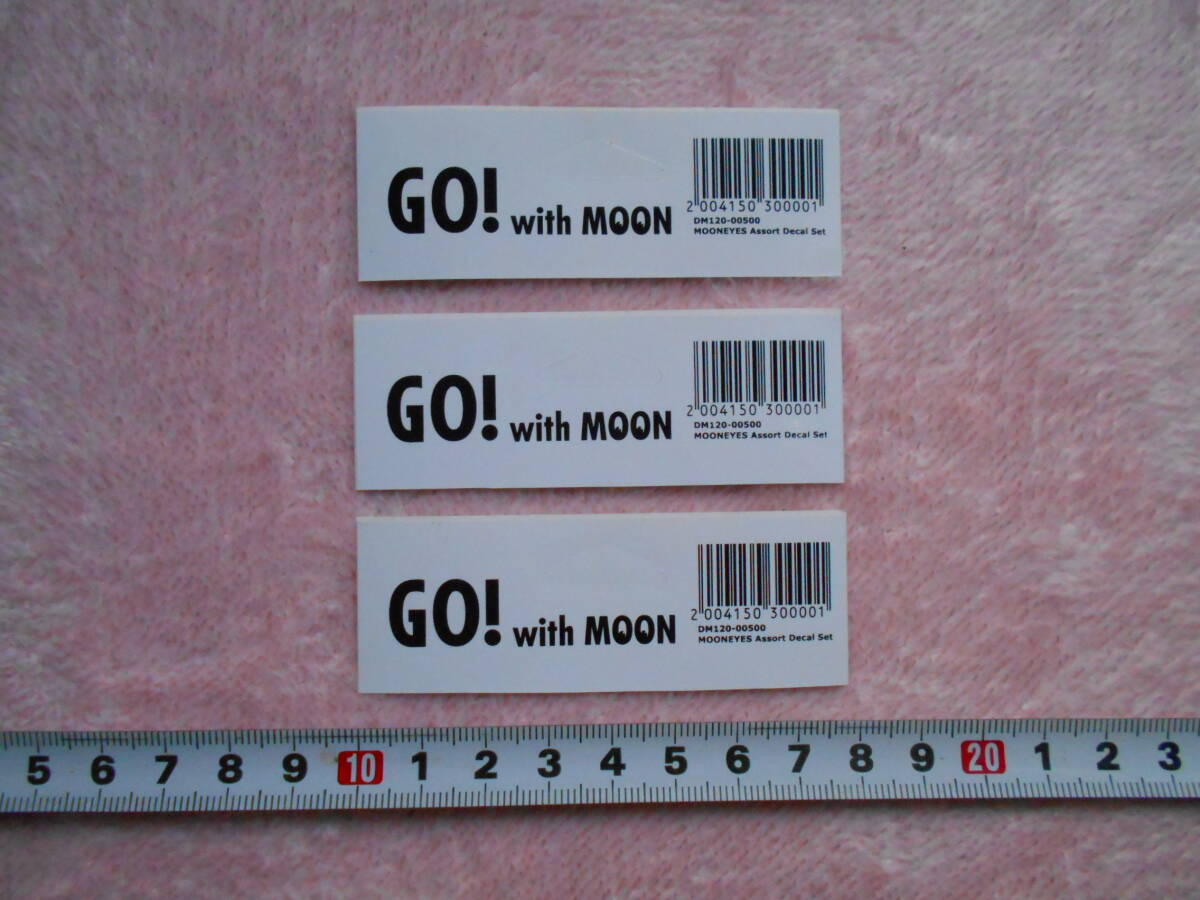 GO! with MOON
2 004150 300001
DM120-00500
MOONEYES Assort Decal Set
GO! with MOON
2 004150 300001
DM120-00500
MOONEYES Assort Decal Set
GO! with MOON
2 004150 300001
DM120-00500
MOONEYES Assort Decal Set
5 6 7 8 9 10 1 2 3 4 5 6 7 8 9 20 1 2 3